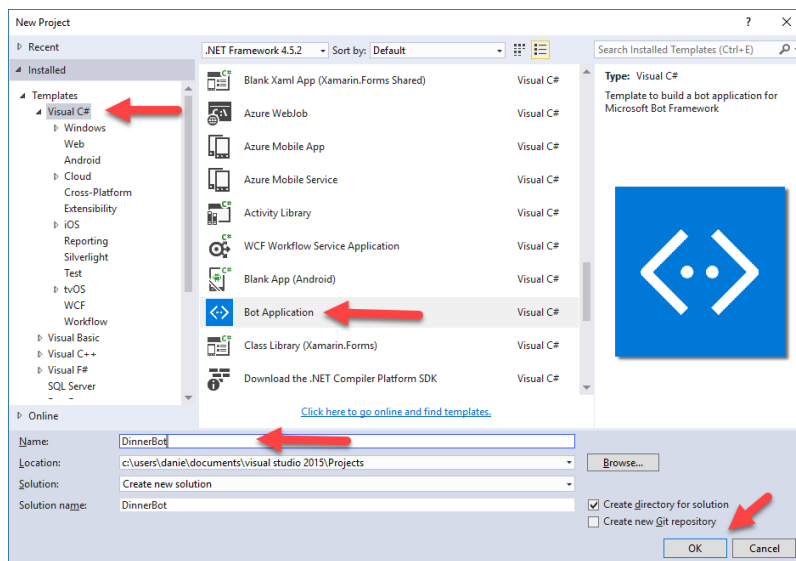 New Project
? ×
Recent
.NET Framework 4.5.2 Sort by: Default
Search Installed Templates (Ctrl+E)
Installed
Templates
Visual C#
Windows
Web
Android
Cloud
Cross-Platform
Extensibility
iOS
Reporting
Silverlight
Test
tvOS
WCF
Workflow
Visual Basic
Visual C++
Visual F#
SQL Server
Online
Blank Xaml App (Xamarin.Forms Shared) Visual C#
Azure WebJob Visual C#
Azure Mobile App Visual C#
Azure Mobile Service Visual C#
Activity Library Visual C#
WCF Workflow Service Application Visual C#
Blank App (Android) Visual C#
Bot Application Visual C#
Class Library (Xamarin.Forms) Visual C#
Download the .NET Compiler Platform SDK Visual C#
Click here to go online and find templates.
Type: Visual C#
Template to build a bot application for
Microsoft Bot Framework
Name: DinnerBot
Location: c:\users\danie\documents\visual studio 2015\Projects
Browse...
Solution: Create new solution
Solution name: DinnerBot
Create directory for solution
Create new Git repository
OK Cancel